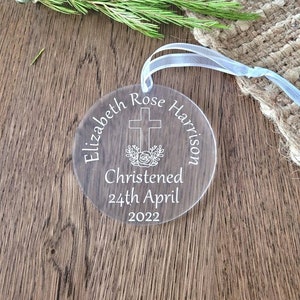 Elizabeth Rose Harrison
Christened
24th April
2022